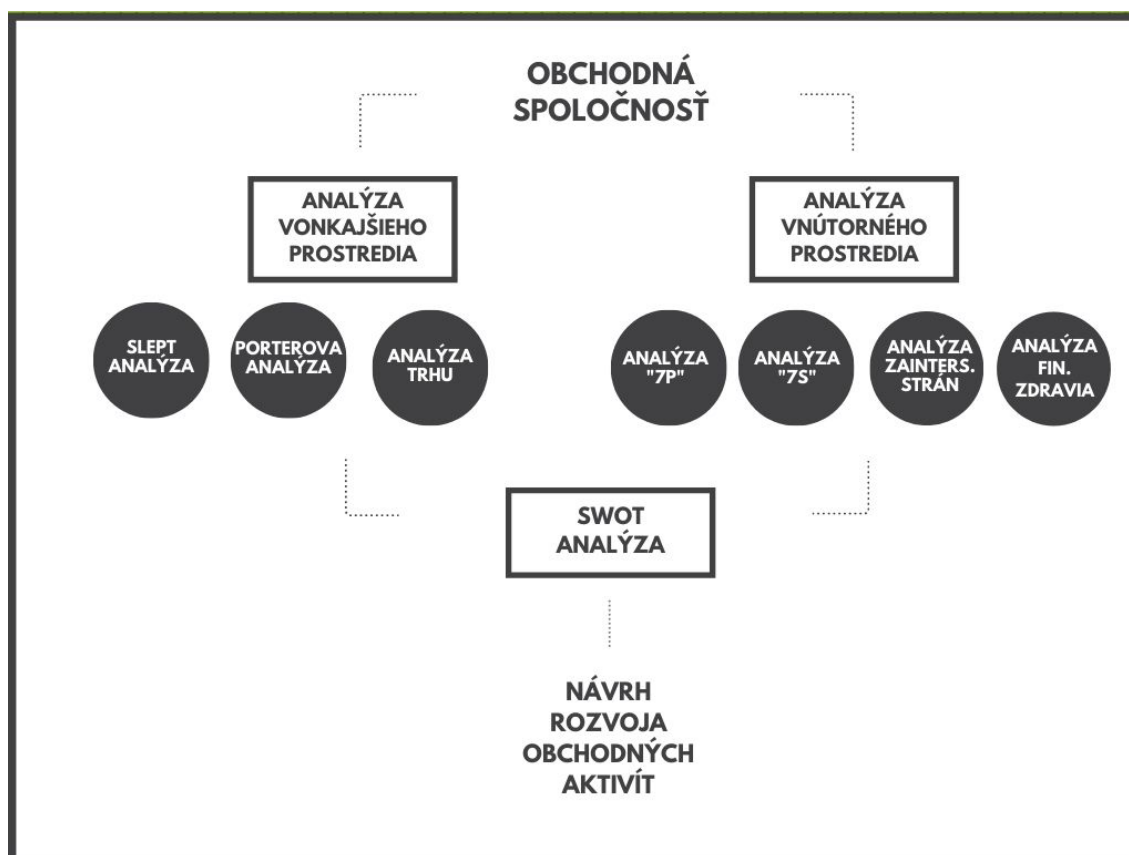 OBCHODNÁ
SPOLOČNOSŤ
ANALÝZA
VONKAJŠIEHO
PROSTREDIA
ANALÝZA
VNÚTORNÉHO
PROSTREDIA
SLEPT
ANALÝZA
PORTEROVA
ANALÝZA
ANALÝZA
TRHU
ANALÝZA
"7P"
ANALÝZA
"7S"
ANALÝZA
ZAINTERS.
STRÁN
ANALÝZA
FIN.
ZDRAVIA
SWOT
ANALÝZA
NÁVRH
ROZVOJA
OBCHODNÝCH
AKTIVÍT